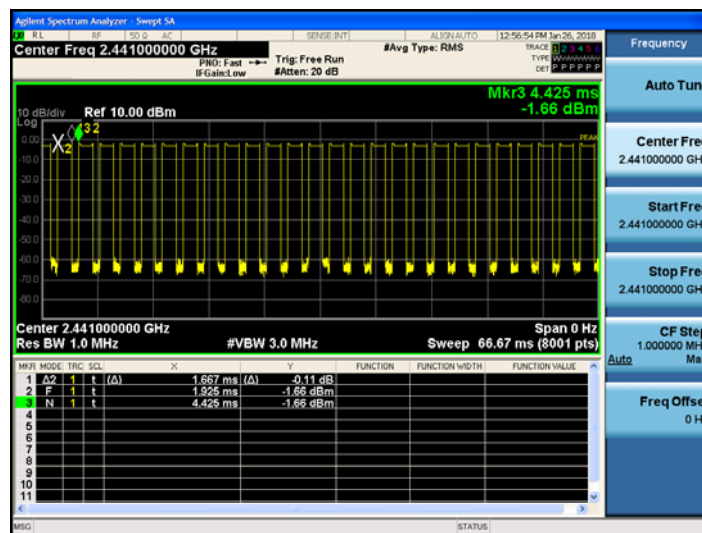 Agilent Spectrum Analyzer - Swept SA
RL RF 50 Ω AC SENSE:INT ALIGN AUTO 12:56:54 PM Jan 26, 2018
Center Freq 2.441000000 GHz
#Avg Type: RMS
TRACE 1 2 3 4 5 6
TYPE WWWWWW
DET P P P P P P
PNO: Fast
IFGain:Low
Trig: Free Run
#Atten: 20 dB
Mkr3 4.425 ms
-1.66 dBm
10 dB/div Ref 10.00 dBm
Log
0.00
-10.0
-20.0
-30.0
-40.0
-50.0
-60.0
-70.0
-80.0
X2
3 2
PEAK
Center 2.441000000 GHz Span 0 Hz
Res BW 1.0 MHz #VBW 3.0 MHz Sweep 66.67 ms (8001 pts)
MKR MODE TRC SCL X Y FUNCTION FUNCTION WIDTH FUNCTION VALUE
1 Δ2 1 t (Δ) 1.667 ms (Δ) -0.11 dB
2 F 1 t 1.925 ms -1.66 dBm
3 N 1 t 4.425 ms -1.66 dBm
4
5
6
7
8
9
10
11
MSG STATUS
Frequency
Auto Tun
Center Fre
2.441000000 GH
Start Fre
2.441000000 GH
Stop Fre
2.441000000 GH
CF Step
1.000000 MH
Auto Ma
Freq Offse
0 H